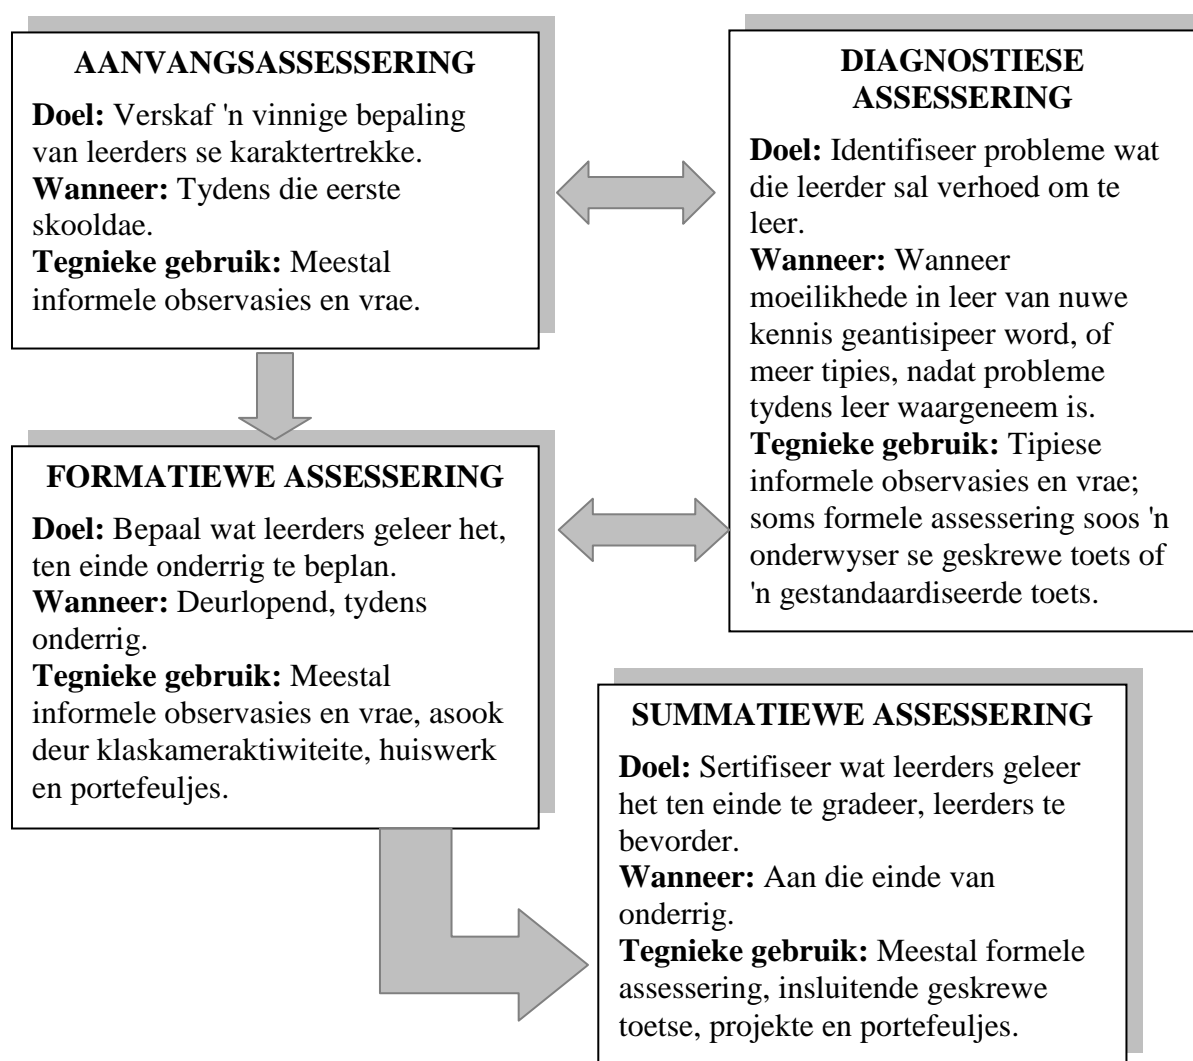 AANVANGSASSESSERING
Doel: Verskaf 'n vinnige bepaling
van leerders se karaktertrekke.
Wanneer: Tydens die eerste
skooldae.
Tegnieke gebruik: Meestal
informele observasies en vrae.
DIAGNOSTIESE
ASSESSERING
Doel: Identifiseer probleme wat
die leerder sal verhoed om te
leer.
Wanneer: Wanneer
moeilikhede in leer van nuwe
kennis geantisipeer word, of
meer tipies, nadat probleme
tydens leer waargeneem is.
Tegnieke gebruik: Tipiese
informele observasies en vrae;
soms formele assessering soos 'n
onderwyser se geskrewe toets of
'n gestandaardiseerde toets.
FORMATIEWE ASSESSERING
Doel: Bepaal wat leerders geleer het,
ten einde onderrig te beplan.
Wanneer: Deurlopend, tydens
onderrig.
Tegnieke gebruik: Meestal
informele observasies en vrae, asook
deur klaskameraktiwiteite, huiswerk
en portefeuljes.
SUMMATIEWE ASSESSERING
Doel: Sertifiseer wat leerders geleer
het ten einde te gradeer, leerders te
bevorder.
Wanneer: Aan die einde van
onderrig.
Tegnieke gebruik: Meestal formele
assessering, insluitende geskrewe
toetse, projekte en portefeuljes.